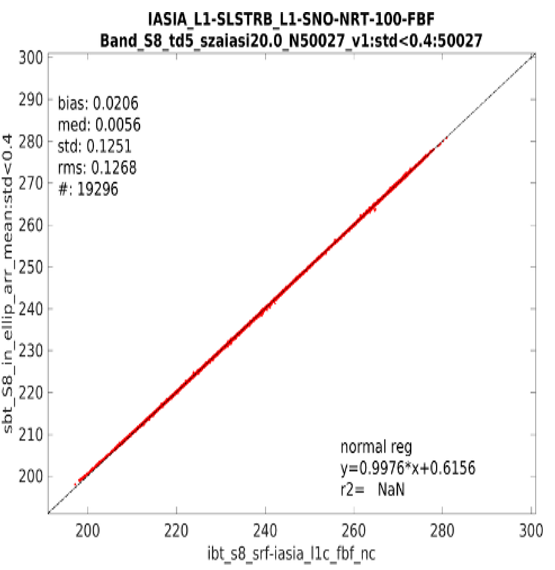 IASIA_L1-SLSTRB_L1-SNO-NRT-100-FBF
Band_S8_td5_szaiasi20.0_N50027_v1:std<0.4:50027
300
290
280
270
260
250
240
230
220
210
200
bias: 0.0206
med: 0.0056
std: 0.1251
rms: 0.1268
#: 19296
sbt_S8_in_ellip_arr_mean:std<0.4
normal reg
y=0.9976*x+0.6156
r2= NaN
200 220 240 260 280 300
ibt_s8_srf-iasia_l1c_fbf_nc